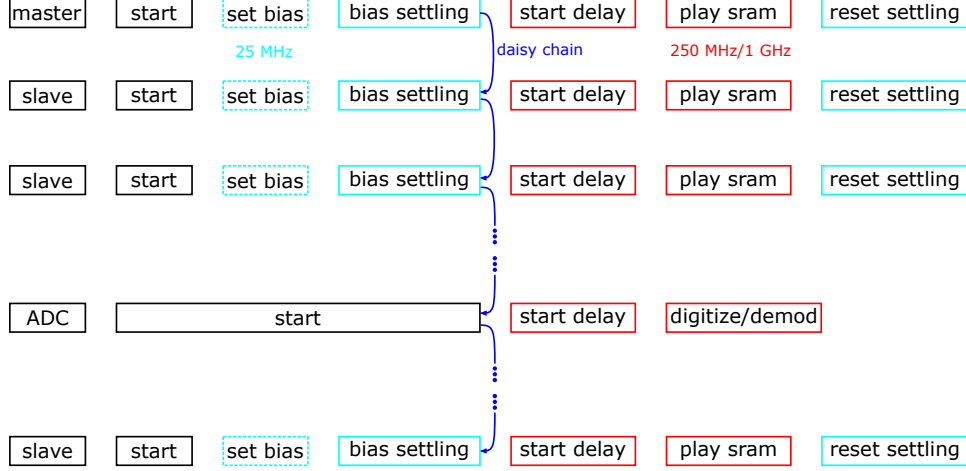 master start set bias bias settling start delay play sram reset settling
25 MHz daisy chain 250 MHz/1 GHz
slave start set bias bias settling start delay play sram reset settling
slave start set bias bias settling start delay play sram reset settling
ADC start start delay digitize/demod
slave start set bias bias settling start delay play sram reset settling